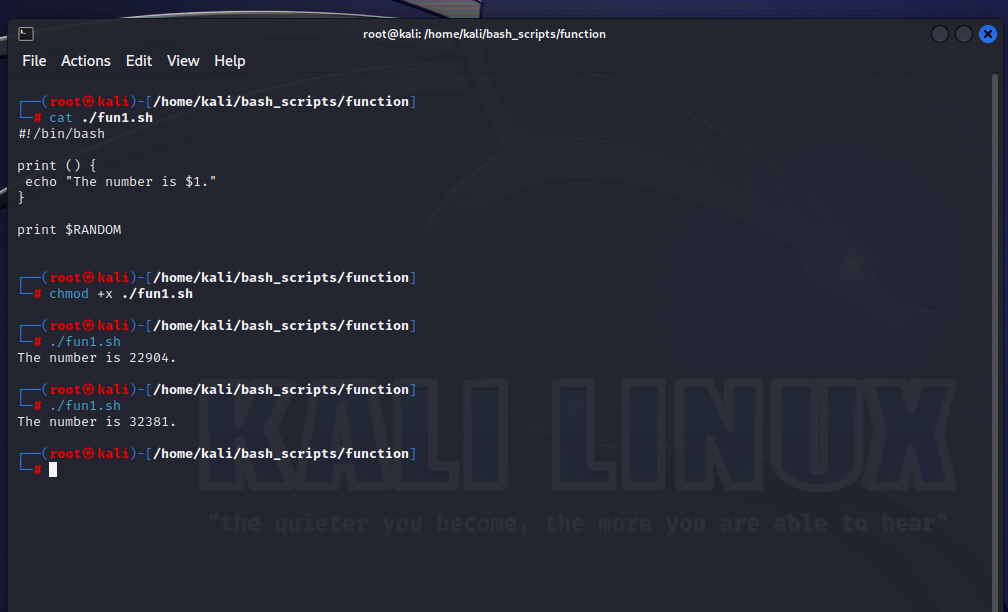 root@kali: /home/kali/bash_scripts/function
File Actions Edit View Help
┌──(root㉿kali)-[/home/kali/bash_scripts/function]
└─# cat ./fun1.sh
#!/bin/bash
print () {
echo "The number is $1."
}
print $RANDOM
┌──(root㉿kali)-[/home/kali/bash_scripts/function]
└─# chmod +x ./fun1.sh
┌──(root㉿kali)-[/home/kali/bash_scripts/function]
└─# ./fun1.sh
The number is 22904.
┌──(root㉿kali)-[/home/kali/bash_scripts/function]
└─# ./fun1.sh
The number is 32381.
┌──(root㉿kali)-[/home/kali/bash_scripts/function]
└─#
KALI LINUX
"the quieter you become, the more you are able to hear"